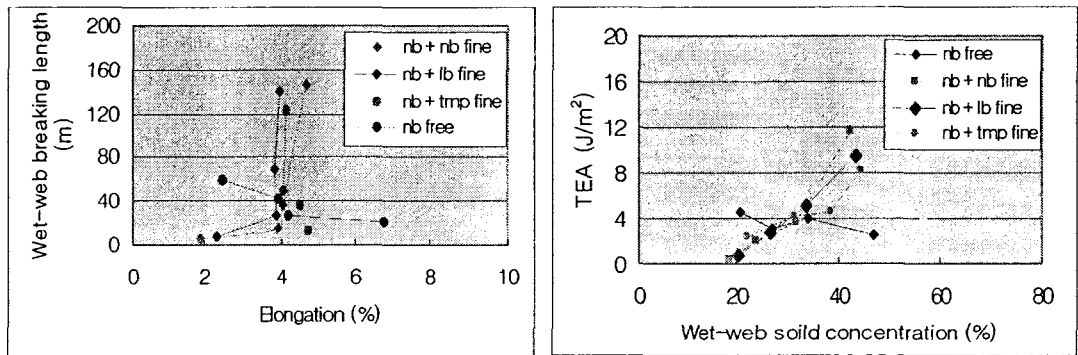 200
160
120
80
40
0
Wet-web breaking length
(m)
nb + nb fine
nb + lb fine
nb + tmp fine
nb free
0 2 4 6 8 10
Elongation (%)
20
16
12
8
4
0
TEA (J/m²)
nb free
nb + nb fine
nb + lb fine
nb + tmp fine
0 20 40 60 80
Wet-web soild concentration (%)